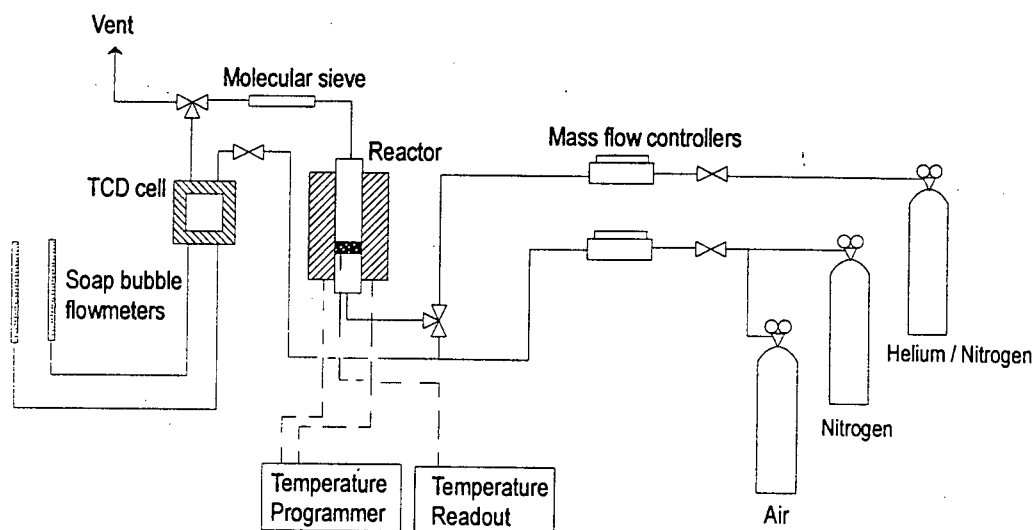 Vent
Molecular sieve
Reactor
Mass flow controllers
TCD cell
Soap bubble
flowmeters
Helium / Nitrogen
Nitrogen
Air
Temperature
Programmer
Temperature
Readout